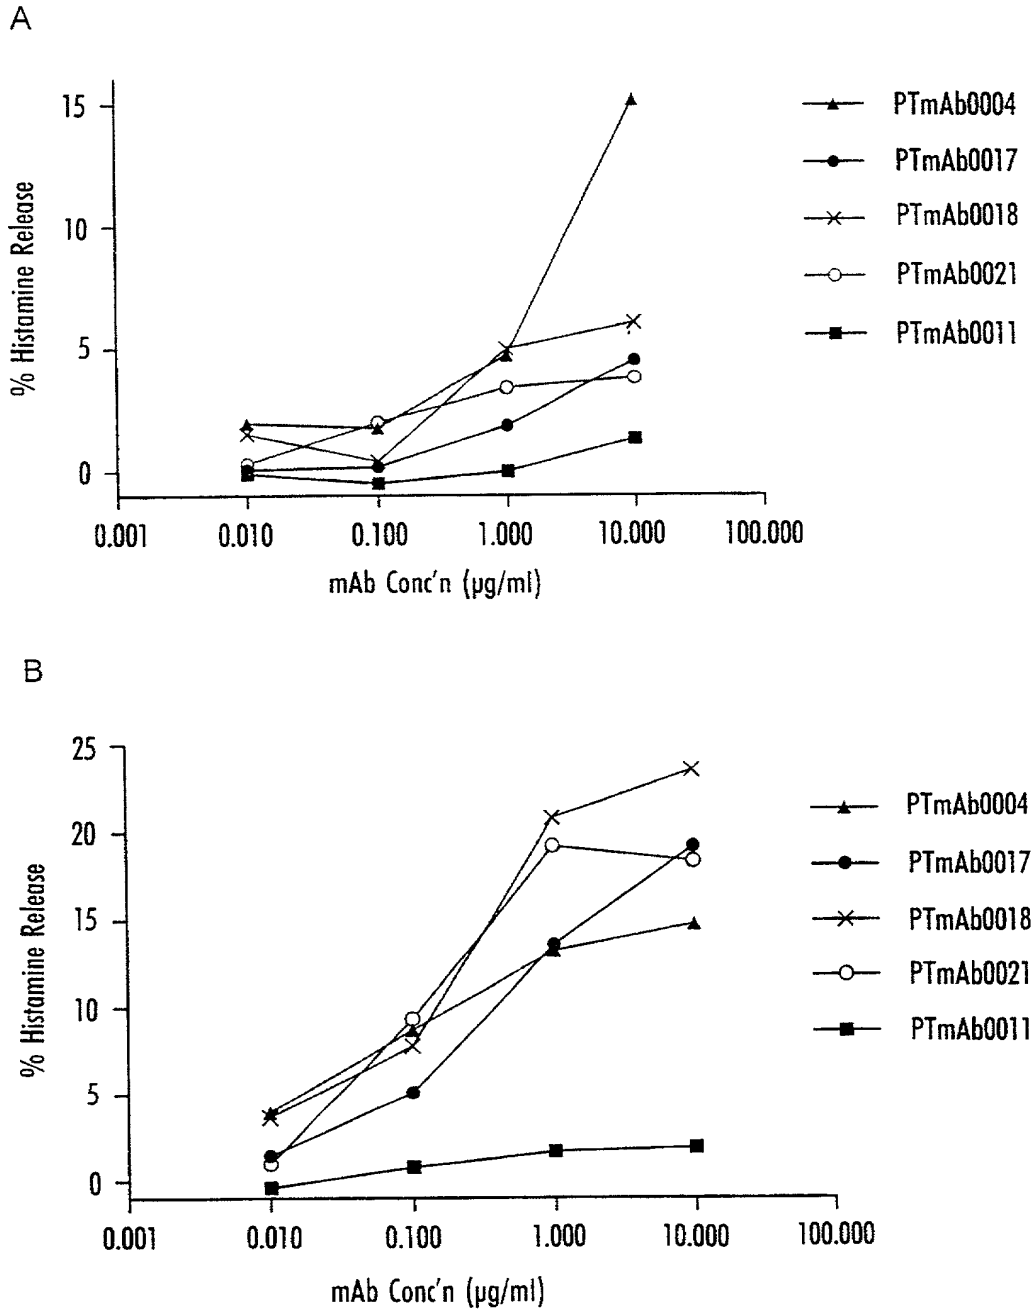 A
15
10
5
0
% Histamine Release
0.001 0.010 0.100 1.000 10.000 100.000
mAb Conc'n (µg/ml)
PTmAb0004
PTmAb0017
PTmAb0018
PTmAb0021
PTmAb0011
B
25
20
15
10
5
0
% Histamine Release
0.001 0.010 0.100 1.000 10.000 100.000
mAb Conc'n (µg/ml)
PTmAb0004
PTmAb0017
PTmAb0018
PTmAb0021
PTmAb0011